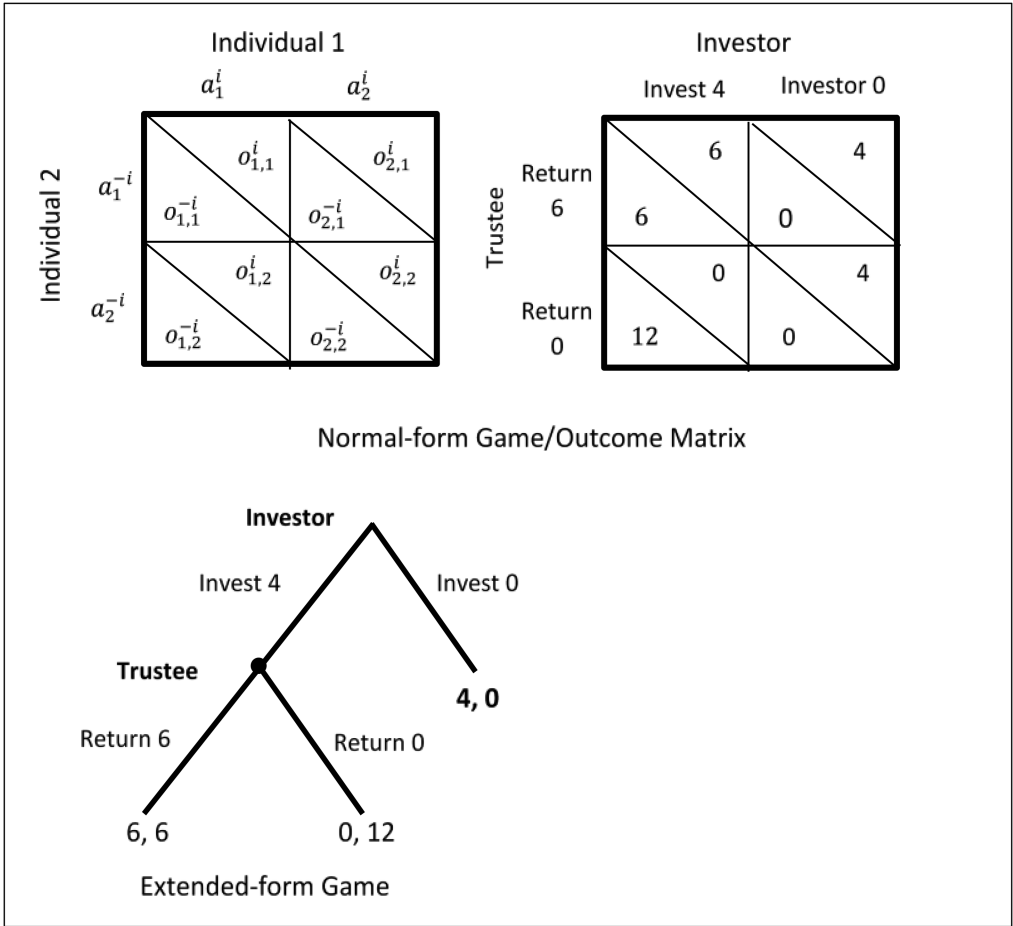 Individual 1
$a_1^i$ $a_2^i$
Individual 2
$a_1^{-i}$
$o_{1,1}^i$ $o_{2,1}^i$
$o_{1,1}^{-i}$ $o_{2,1}^{-i}$
$a_2^{-i}$
$o_{1,2}^i$ $o_{2,2}^i$
$o_{1,2}^{-i}$ $o_{2,2}^{-i}$
Investor
Invest 4 Investor 0
Trustee
Return
6
6 4
6 0
Return
0
0 4
12 0
Normal-form Game/Outcome Matrix
Investor
Invest 4 Invest 0
Trustee
4, 0
Return 6 Return 0
6, 6 0, 12
Extended-form Game